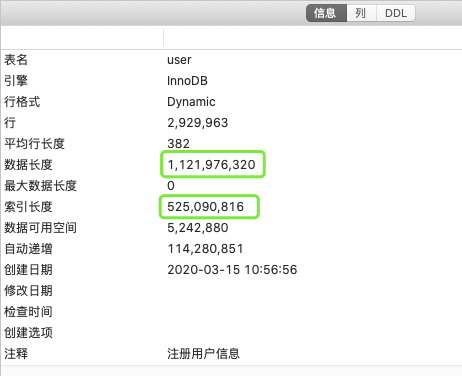 信息 列 DDL
表名 user
引擎 InnoDB
行格式 Dynamic
行 2,929,963
平均行长度 382
数据长度 1,121,976,320
最大数据长度 0
索引长度 525,090,816
数据可用空间 5,242,880
自动递增 114,280,851
创建日期 2020-03-15 10:56:56
修改日期
检查时间
创建选项
注释 注册用户信息